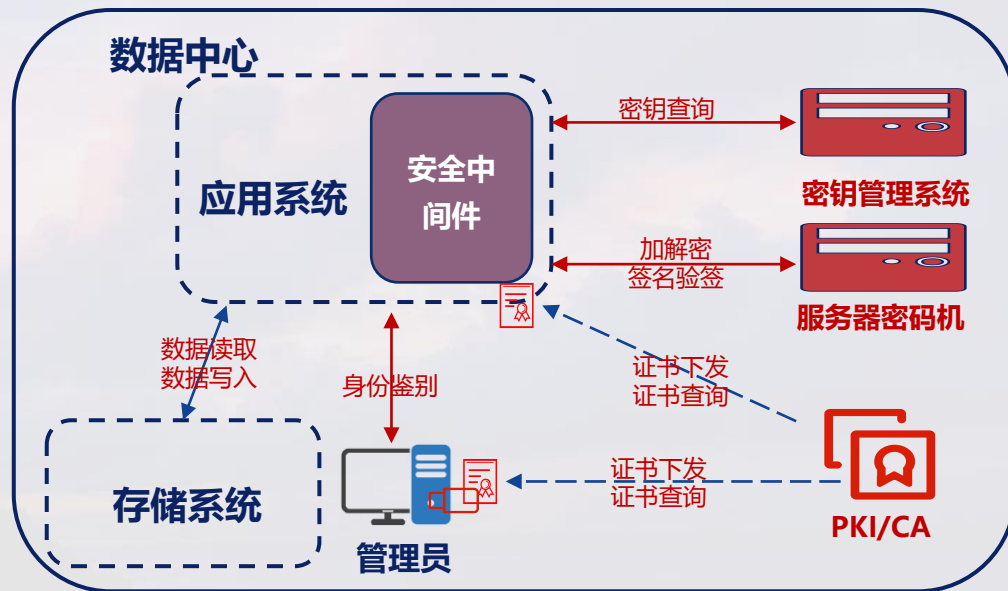 数据中心
应用系统
安全中
间件
密钥查询
密钥管理系统
加解密
签名验签
服务器密码机
数据读取
数据写入
身份鉴别
证书下发
证书查询
存储系统
管理员
证书下发
证书查询
PKI/CA